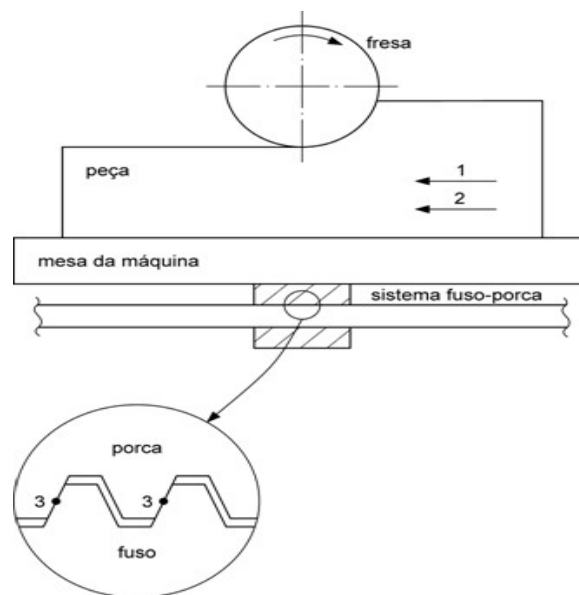 fresa
peça
1
2
mesa da máquina
sistema fuso-porca
porca
3
3
fuso